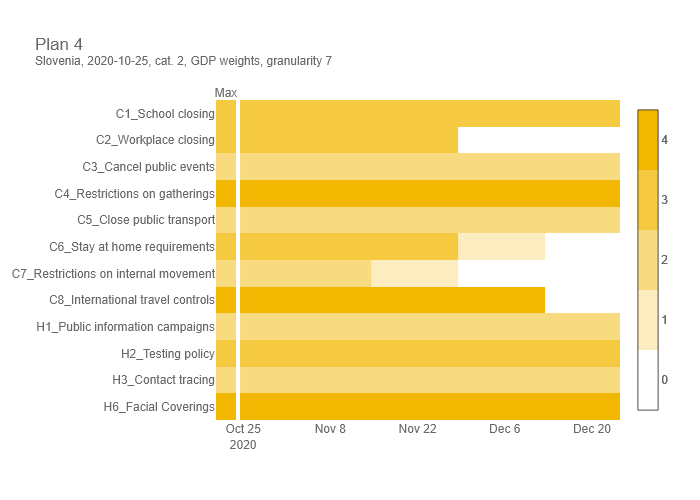 Plan 4
Slovenia, 2020-10-25, cat. 2, GDP weights, granularity 7
Max
C1_School closing
C2_Workplace closing
C3_Cancel public events
C4_Restrictions on gatherings
C5_Close public transport
C6_Stay at home requirements
C7_Restrictions on internal movement
C8_International travel controls
H1_Public information campaigns
H2_Testing policy
H3_Contact tracing
H6_Facial Coverings
Oct 25 Nov 8 Nov 22 Dec 6 Dec 20
2020
4
3
2
1
0